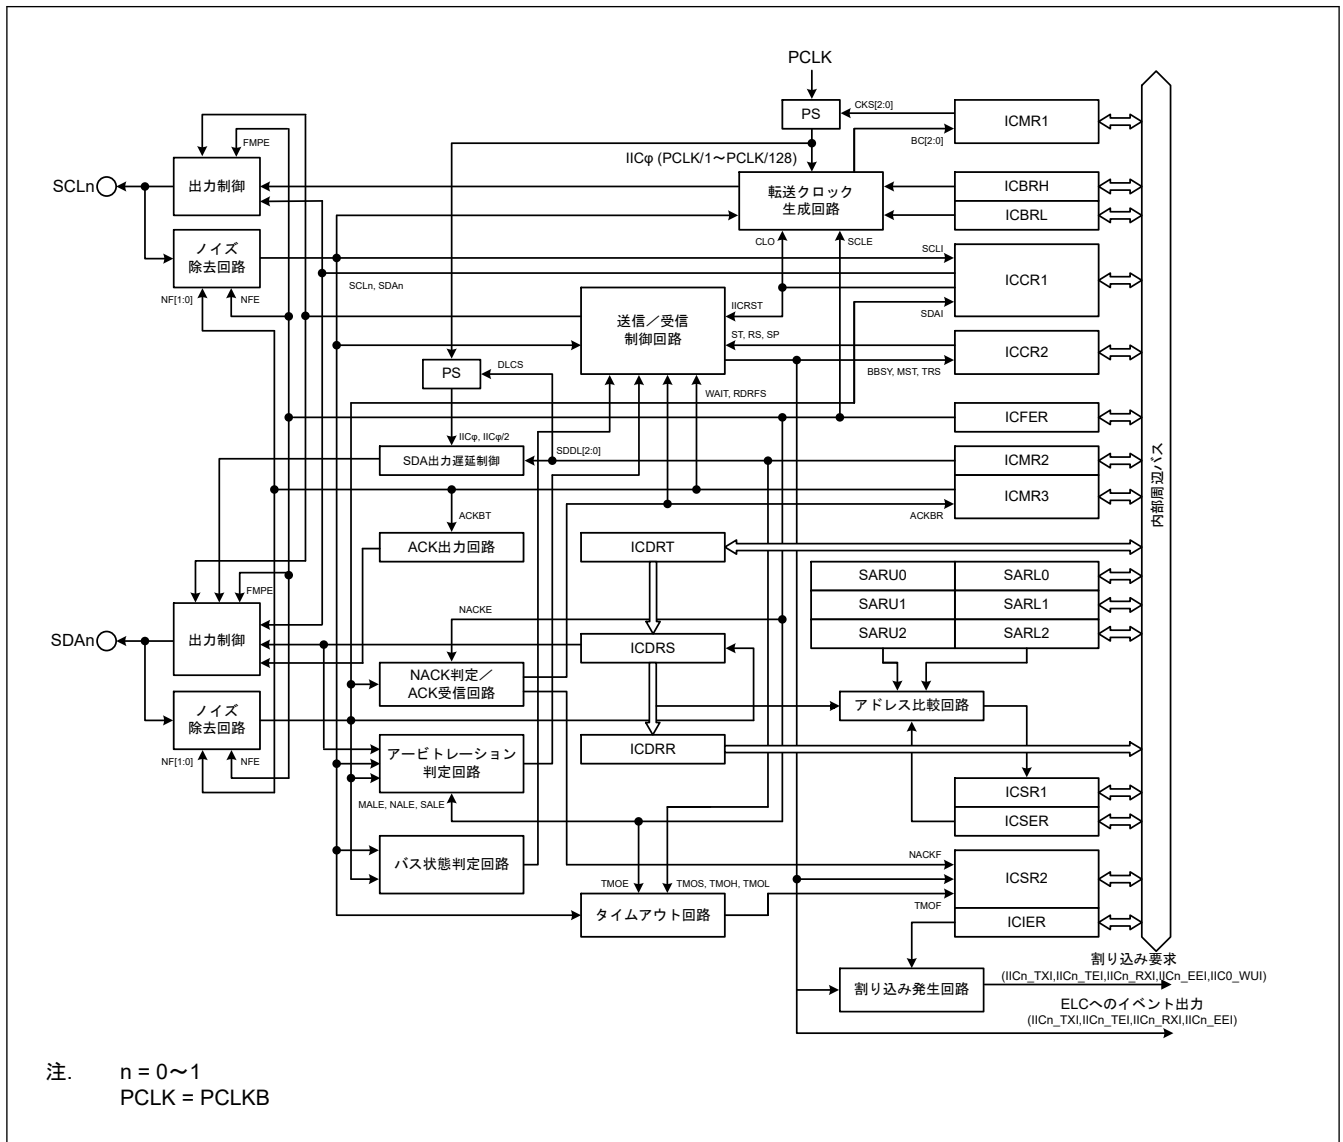 PCLK
PS
CKS[2:0]
ICMR1
BC[2:0]
FMPE
IICφ (PCLK/1～PCLK/128)
SCLn
出力制御
転送クロック
生成回路
ICBRH
ICBRL
ノイズ
除去回路
CLO
SCLE
SCLI
ICCR1
SCLn, SDAn
NF[1:0]
NFE
IICRST
SDAI
送信／受信
制御回路
ST, RS, SP
ICCR2
BBSY, MST, TRS
PS
DLCS
WAIT, RDRFS
ICFER
IICφ, IICφ/2
SDDL[2:0]
SDA出力遅延制御
ICMR2
ICMR3
ACKBT
ACKBR
内部周辺バス
ACK出力回路
ICDRT
FMPE
SARU0
SARL0
SARU1
SARL1
SARU2
SARL2
NACKE
SDAn
出力制御
ICDRS
NACK判定／
ACK受信回路
アドレス比較回路
ノイズ
除去回路
NF[1:0]
NFE
アービトレーション
判定回路
ICDRR
MALE, NALE, SALE
ICSR1
ICSER
バス状態判定回路
NACKF
ICSR2
TMOE
TMOS, TMOH, TMOL
TMOF
タイムアウト回路
ICIER
割り込み要求
(IICn_TXI,IICn_TEI,IICn_RXI,IICn_EEI,IIC0_WUI)
割り込み発生回路
ELCへのイベント出力
(IICn_TXI,IICn_TEI,IICn_RXI,IICn_EEI)
注. n = 0～1
PCLK = PCLKB